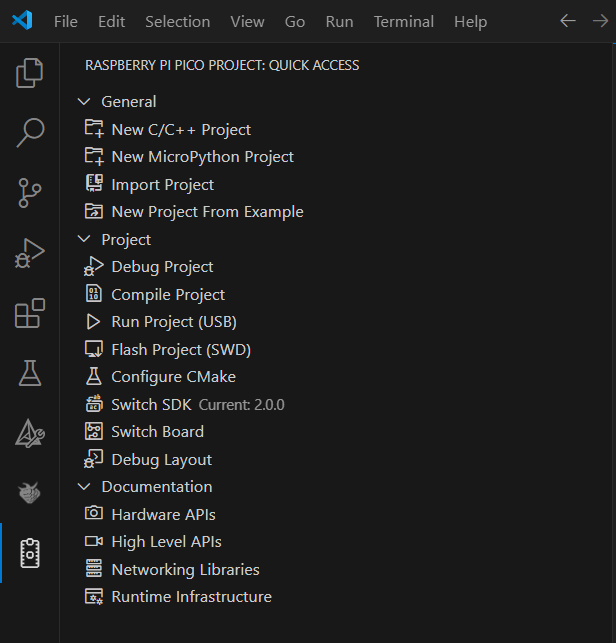 File Edit Selection View Go Run Terminal Help
RASPBERRY PI PICO PROJECT: QUICK ACCESS
General
New C/C++ Project
New MicroPython Project
Import Project
New Project From Example
Project
Debug Project
Compile Project
Run Project (USB)
Flash Project (SWD)
Configure CMake
Switch SDK Current: 2.0.0
Switch Board
Debug Layout
Documentation
Hardware APIs
High Level APIs
Networking Libraries
Runtime Infrastructure